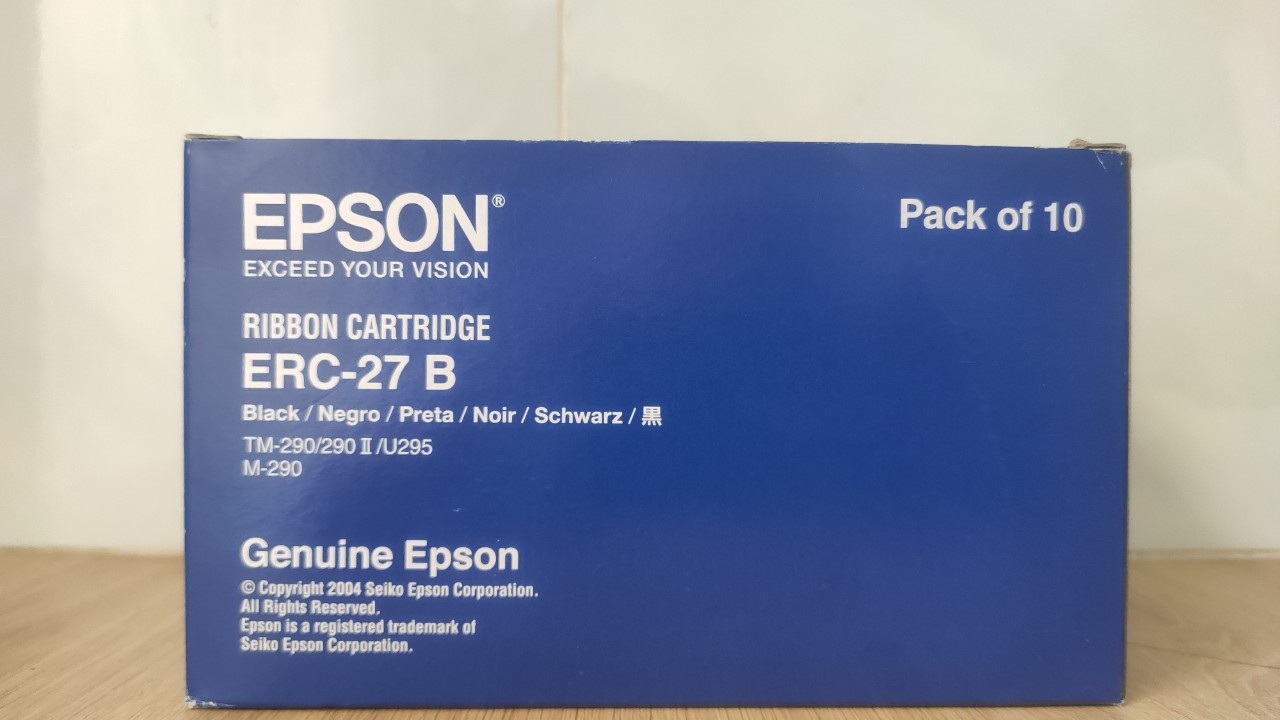 EPSON®
EXCEED YOUR VISION
Pack of 10
RIBBON CARTRIDGE
ERC-27 B
Black / Negro / Preta / Noir / Schwarz / 黒
TM-290/290 Ⅱ /U295
M-290
Genuine Epson
© Copyright 2004 Seiko Epson Corporation.
All Rights Reserved.
Epson is a registered trademark of
Seiko Epson Corporation.